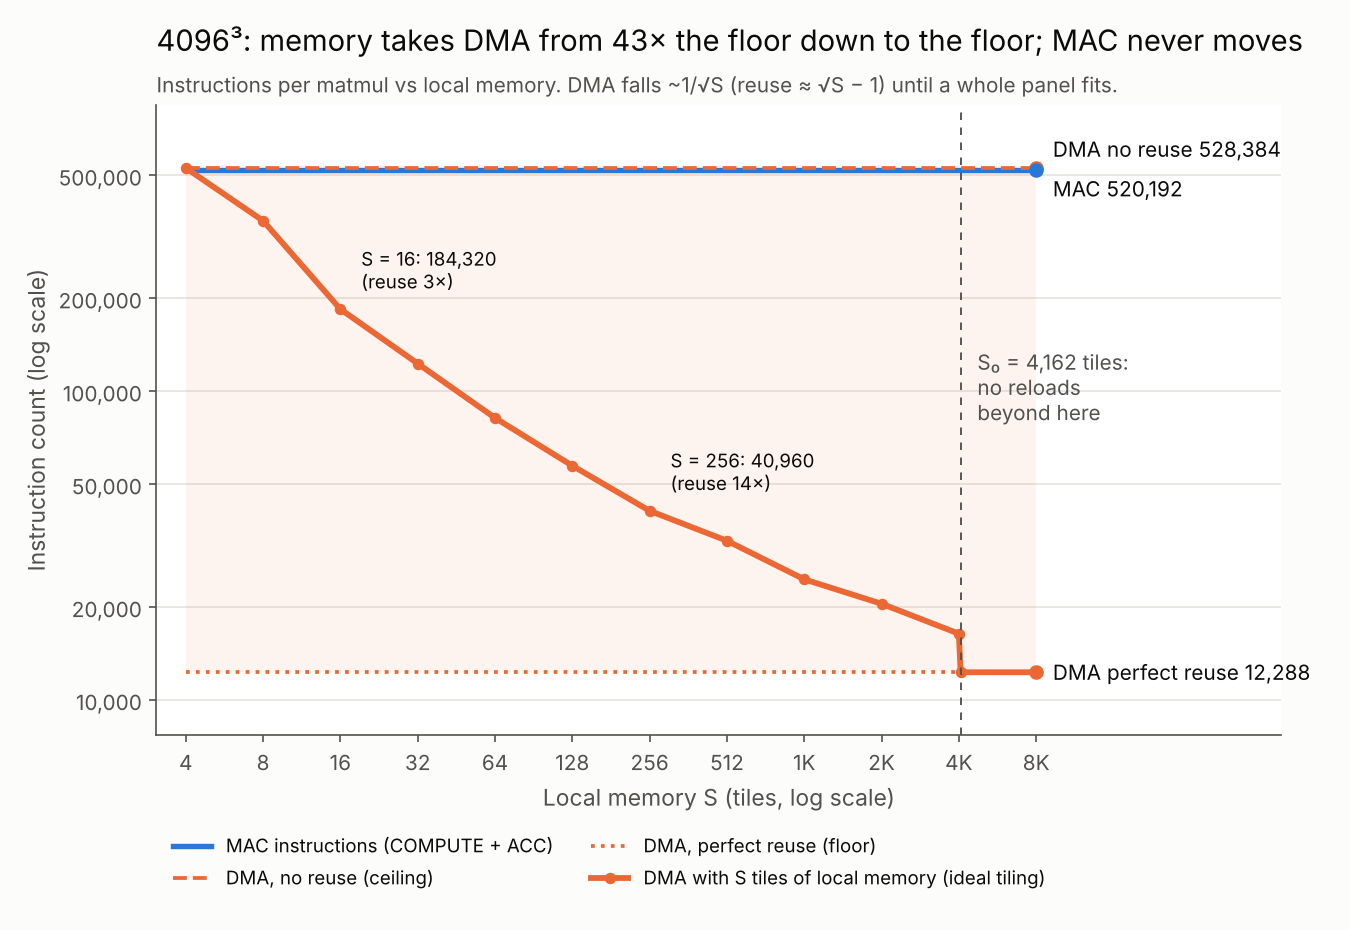 4096³: memory takes DMA from 43× the floor down to the floor; MAC never moves
Instructions per matmul vs local memory. DMA falls ~1/√S (reuse ≈ √S − 1) until a whole panel fits.
Instruction count (log scale)
500,000
200,000
100,000
50,000
20,000
10,000
DMA no reuse 528,384
MAC 520,192
S = 16: 184,320
(reuse 3×)
S₀ = 4,162 tiles:
no reloads
beyond here
S = 256: 40,960
(reuse 14×)
DMA perfect reuse 12,288
4
8
16
32
64
128
256
512
1K
2K
4K
8K
Local memory S (tiles, log scale)
MAC instructions (COMPUTE + ACC)
DMA, no reuse (ceiling)
DMA, perfect reuse (floor)
DMA with S tiles of local memory (ideal tiling)